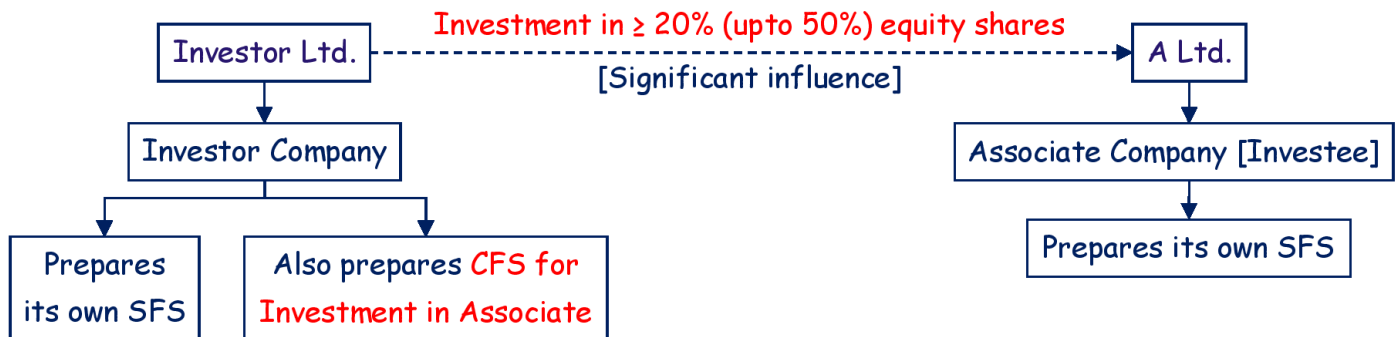 Investment in ≥ 20% (upto 50%) equity shares
Investor Ltd.
A Ltd.
[Significant influence]
Investor Company
Associate Company [Investee]
Prepares
its own SFS
Also prepares CFS for
Investment in Associate
Prepares its own SFS